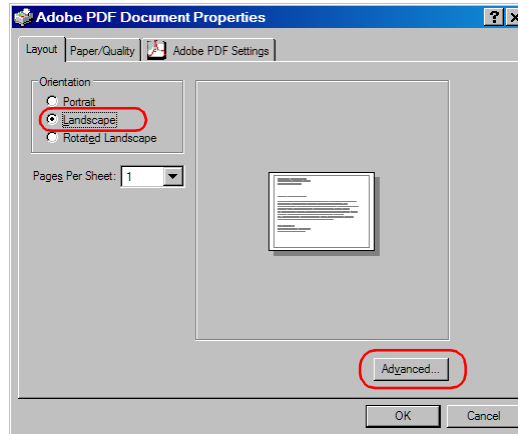 Adobe PDF Document Properties
Layout Paper/Quality Adobe PDF Settings
Orientation
Portrait
Landscape
Rotated Landscape
Pages Per Sheet: 1
Advanced...
OK Cancel